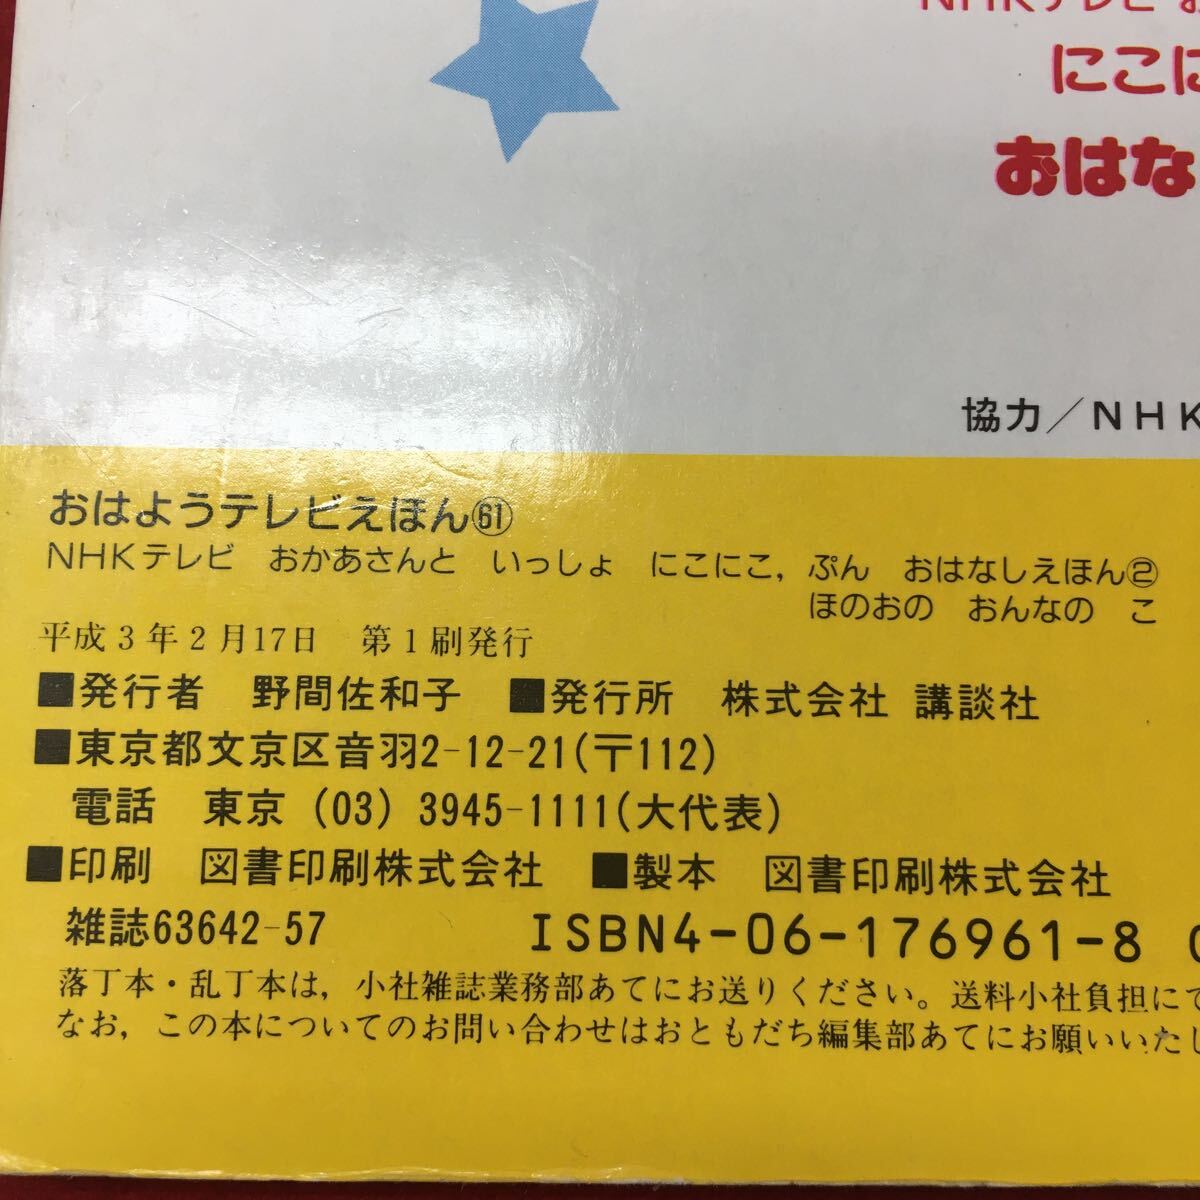 NHKテレビ お
にこに
おはな
協力/NHK
おはようテレビえほん㉖
NHKテレビ おかあさんと いっしょ にこにこ,ぷん おはなしえほん②
ほのおの おんなの こ
平成3年2月17日 第1刷発行
■発行者 野間佐和子 ■発行所 株式会社 講談社
■東京都文京区音羽2-12-21(〒112)
電話 東京(03)3945-1111(大代表)
■印刷 図書印刷株式会社 ■製本 図書印刷株式会社
雑誌63642-57
ISBN4-06-176961-8
落丁本・乱丁本は,小社雑誌業務部あてにお送りください。送料小社負担にて
なお,この本についてのお問い合わせはおともだち編集部あてにお願いいたし